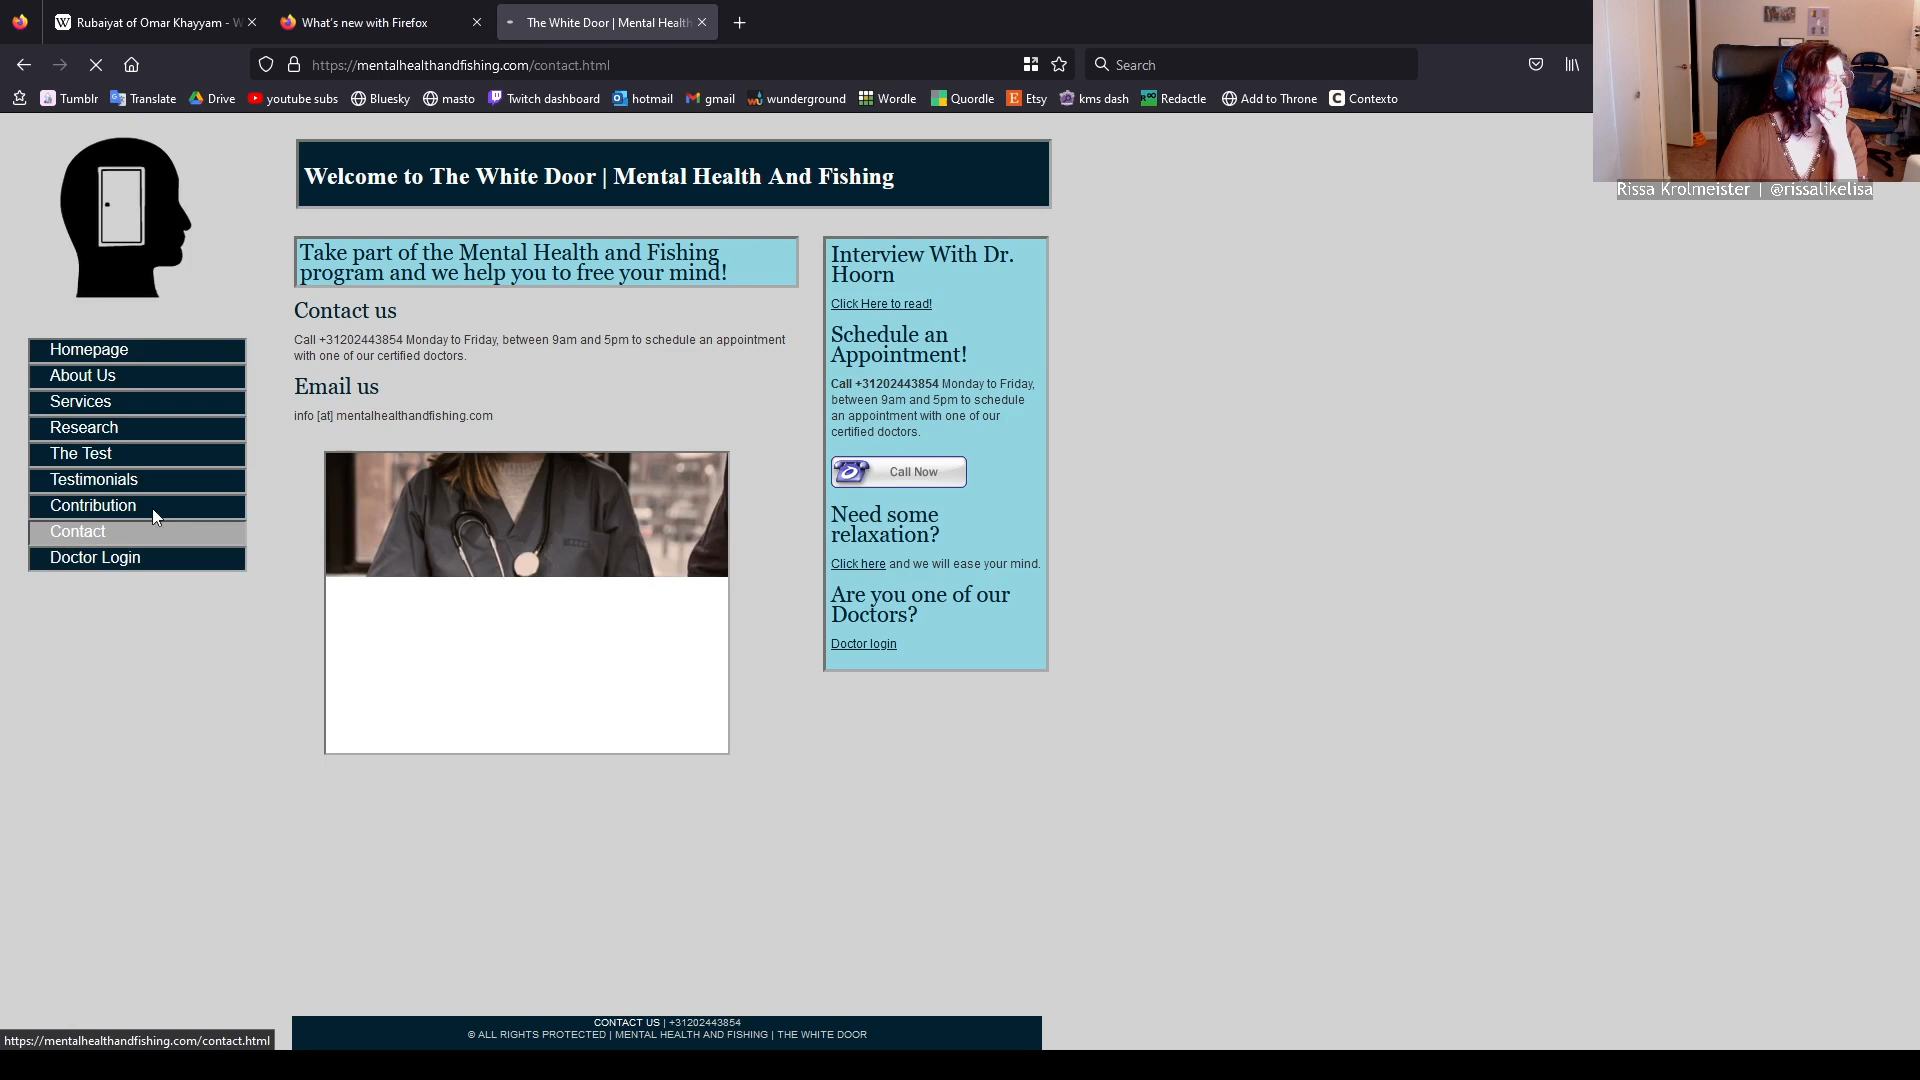 Rubaiyat of Omar Khayyam - W
What's new with Firefox
The White Door | Mental Health
https://mentalhealthandfishing.com/contact.html
Search
Tumblr
Translate
Drive
youtube subs
Bluesky
masto
Twitch dashboard
hotmail
gmail
wunderground
Wordle
Quordle
Etsy
kms dash
Redactle
Add to Throne
Contexto
Rissa Krolmeister | @rissalikelisa
Welcome to The White Door | Mental Health And Fishing
Homepage
About Us
Services
Research
The Test
Testimonials
Contribution
Contact
Doctor Login
Take part of the Mental Health and Fishing
program and we help you to free your mind!
Contact us
Call +31202443854 Monday to Friday, between 9am and 5pm to schedule an appointment
with one of our certified doctors.
Email us
info [at] mentalhealthandfishing.com
Interview With Dr.
Hoorn
Click Here to read!
Schedule an
Appointment!
Call +31202443854 Monday to Friday,
between 9am and 5pm to schedule
an appointment with one of our
certified doctors.
Call Now
Need some
relaxation?
Click here and we will ease your mind.
Are you one of our
Doctors?
Doctor login
CONTACT US | +31202443854
© ALL RIGHTS PROTECTED | MENTAL HEALTH AND FISHING | THE WHITE DOOR
https://mentalhealthandfishing.com/contact.html